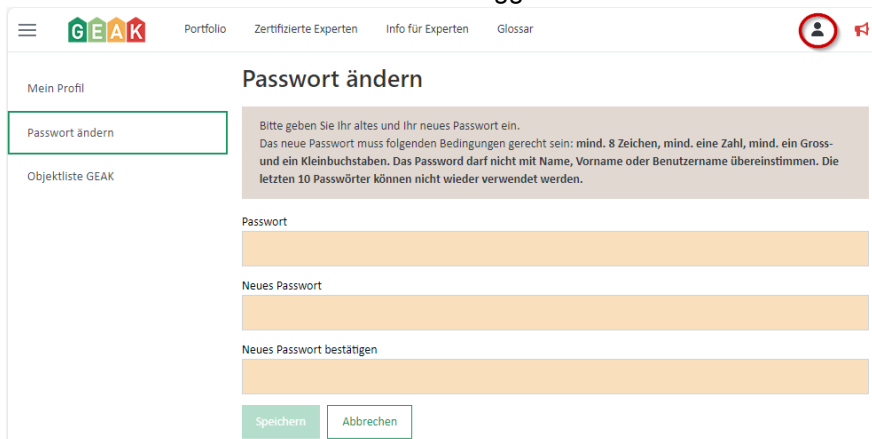 GEAK
Portfolio Zertifizierte Experten Info für Experten Glossar
Mein Profil
Passwort ändern
Objektliste GEAK
Passwort ändern
Bitte geben Sie Ihr altes und Ihr neues Passwort ein.
Das neue Passwort muss folgenden Bedingungen gerecht sein: mind. 8 Zeichen, mind. eine Zahl, mind. ein Gross-
und ein Kleinbuchstaben. Das Password darf nicht mit Name, Vorname oder Benutzername übereinstimmen. Die
letzten 10 Passwörter können nicht wieder verwendet werden.
Passwort
Neues Passwort
Neues Passwort bestätigen
Speichern Abbrechen